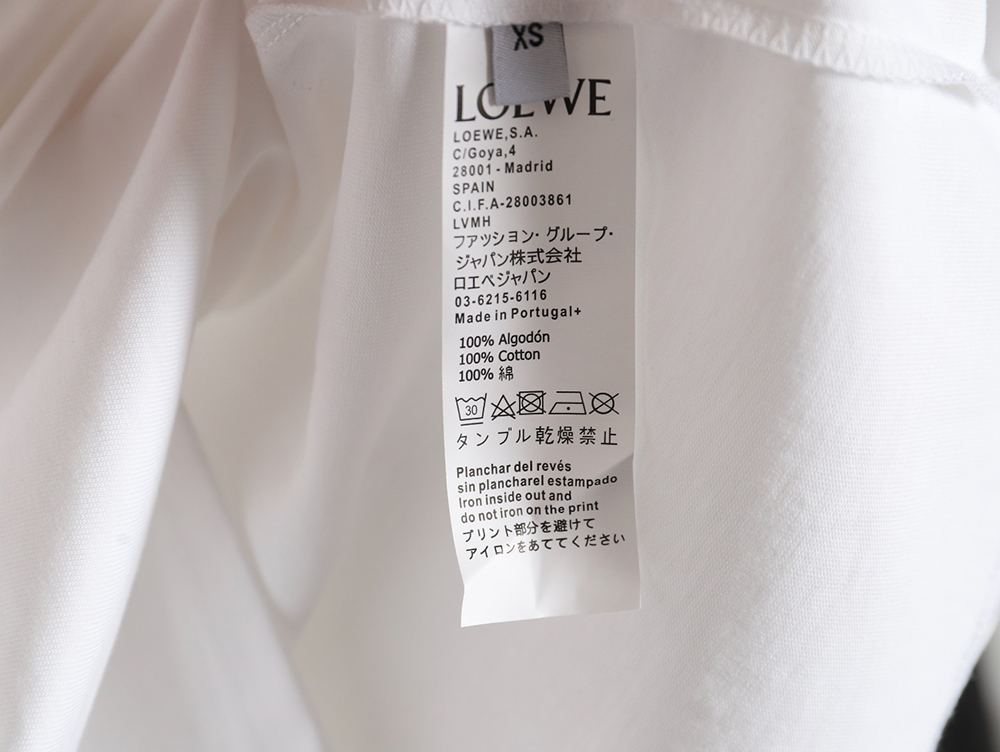 XS
LOEWE
LOEWE,S.A.
C/Goya,4
28001 - Madrid
SPAIN
C.I.F.A-28003861
LVMH
ファッション・グループ・
ジャパン株式会社
ロエベジャパン
03-6215-6116
Made in Portugal+
100% Algodón
100% Cotton
100% 綿
30
タンブル乾燥禁止
Planchar del revés
sin plancharel estampado
Iron inside out and
do not iron on the print
プリント部分を避けて
アイロンをあててください